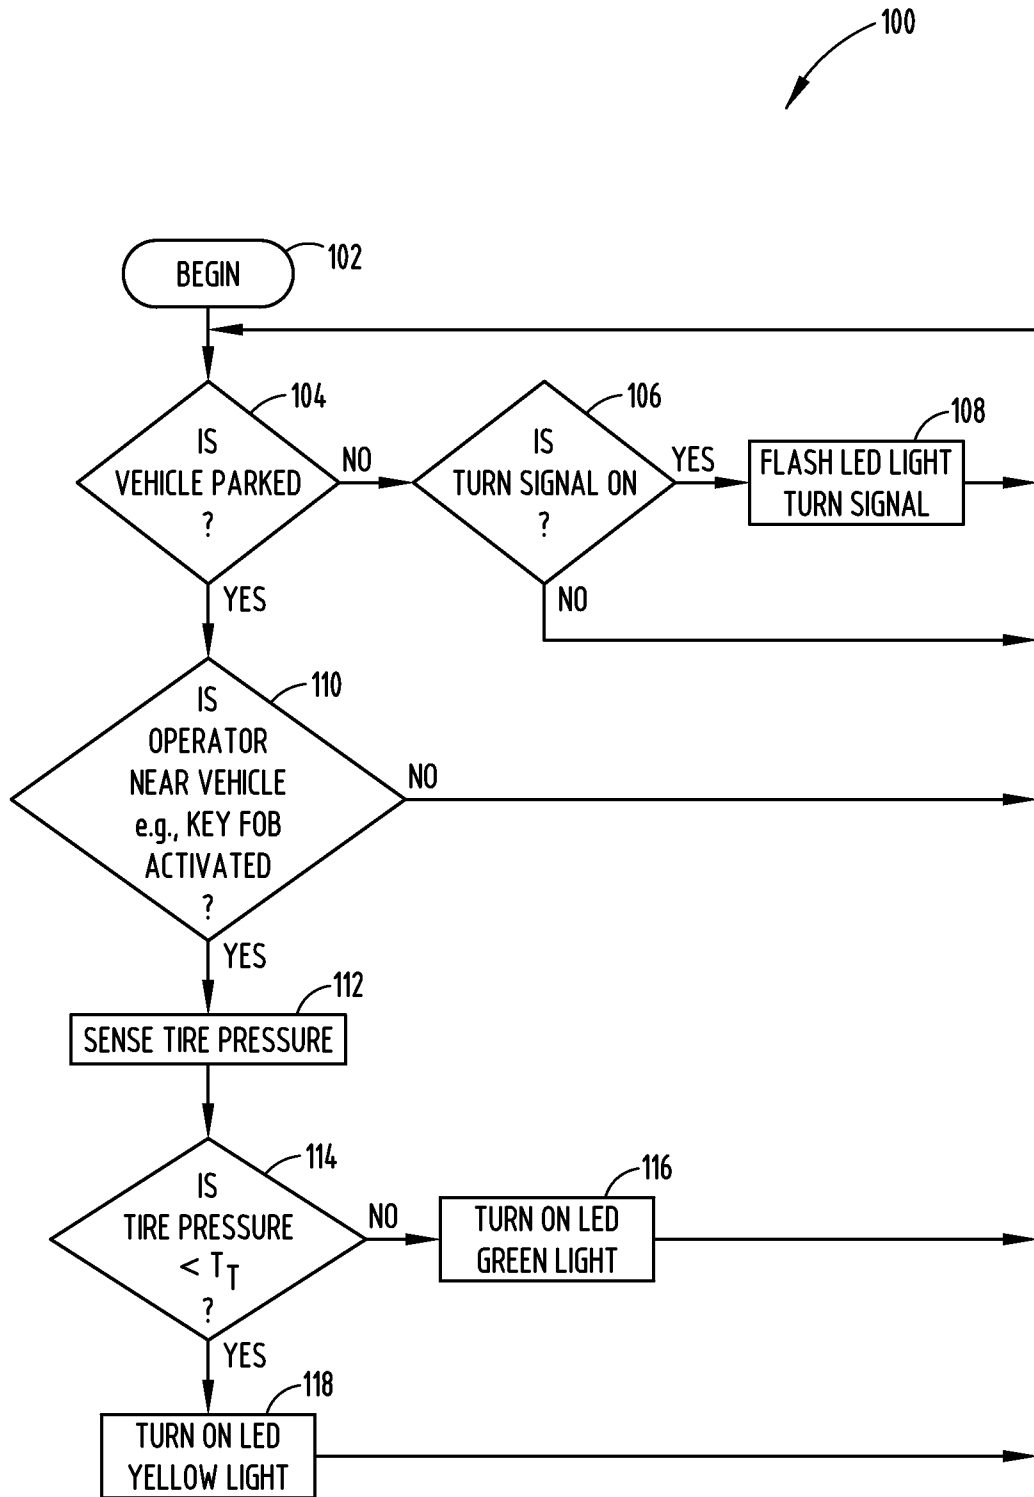 100
BEGIN
102
IS
VEHICLE PARKED
?
104
NO
YES
IS
TURN SIGNAL ON
?
106
YES
NO
FLASH LED LIGHT
TURN SIGNAL
108
IS
OPERATOR
NEAR VEHICLE
e.g., KEY FOB
ACTIVATED
?
110
NO
YES
SENSE TIRE PRESSURE
112
IS
TIRE PRESSURE
< TT
?
114
NO
YES
TURN ON LED
GREEN LIGHT
116
TURN ON LED
YELLOW LIGHT
118